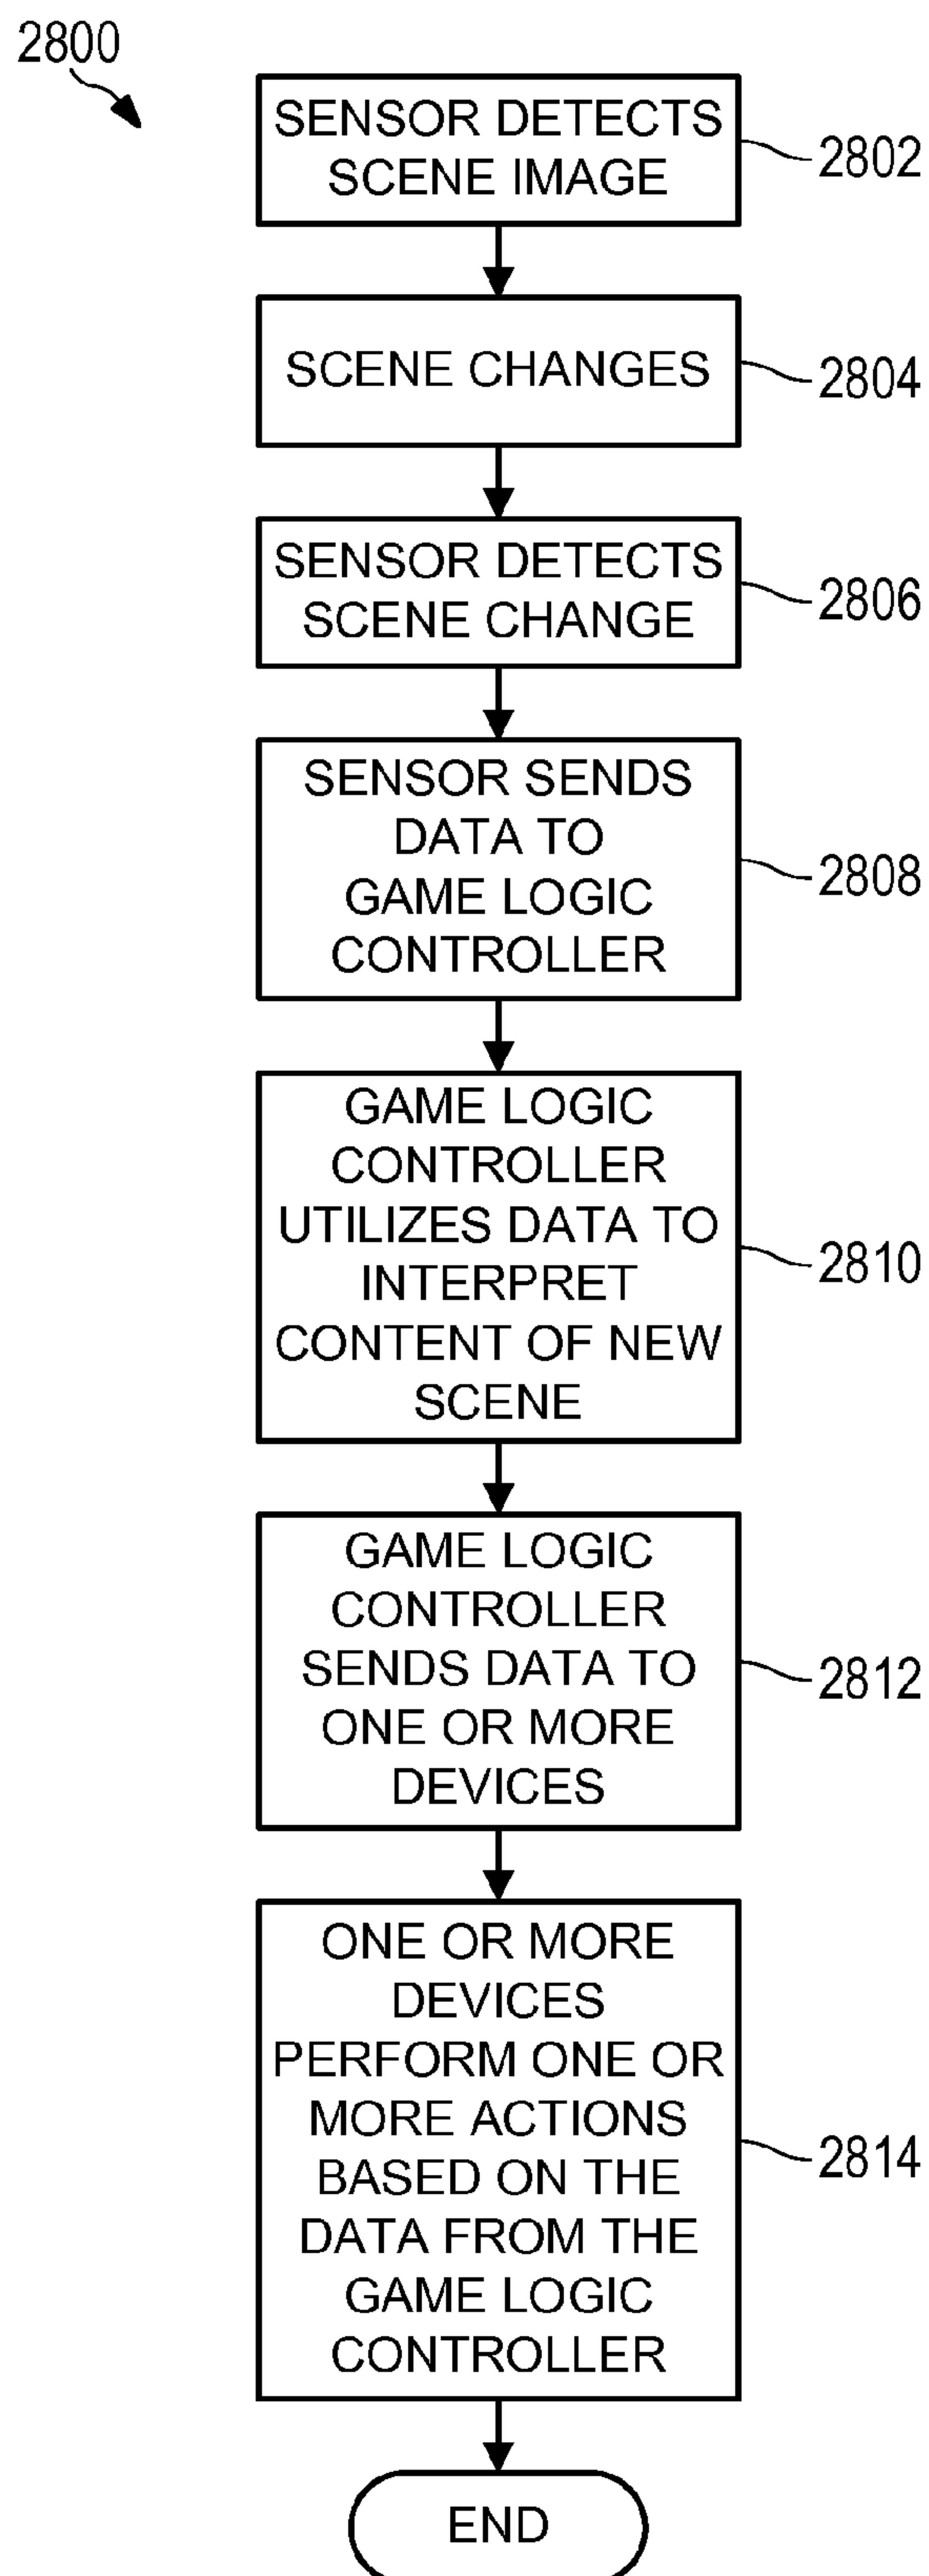 2800
SENSOR DETECTS
SCENE IMAGE
2802
SCENE CHANGES
2804
SENSOR DETECTS
SCENE CHANGE
2806
SENSOR SENDS
DATA TO
GAME LOGIC
CONTROLLER
2808
GAME LOGIC
CONTROLLER
UTILIZES DATA TO
INTERPRET
CONTENT OF NEW
SCENE
2810
GAME LOGIC
CONTROLLER
SENDS DATA TO
ONE OR MORE
DEVICES
2812
ONE OR MORE
DEVICES
PERFORM ONE OR
MORE ACTIONS
BASED ON THE
DATA FROM THE
GAME LOGIC
CONTROLLER
2814
END